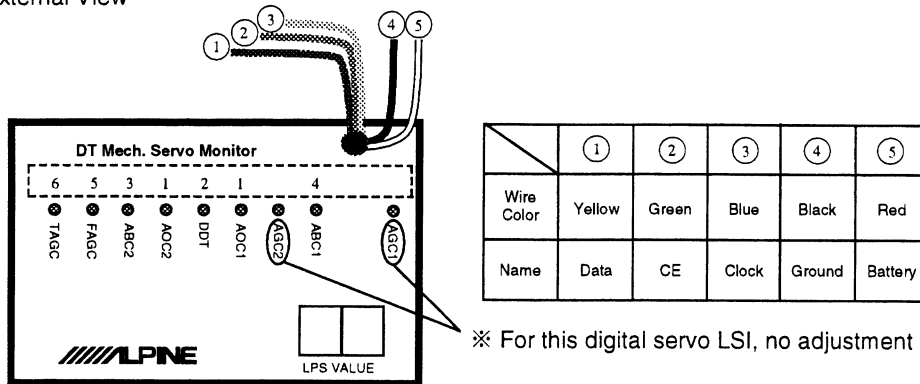 External View
① ② ③ ④ ⑤
DT Mech. Servo Monitor
6 5 3 1 2 1 4
TAGC FAGC ABC2 AOC2 DDT AOC1 AGC2 ABC1 AGC1
ALPINE
LPS VALUE
① ② ③ ④ ⑤
Wire Color Yellow Green Blue Black Red
Name Data CE Clock Ground Battery
※ For this digital servo LSI, no adjustment